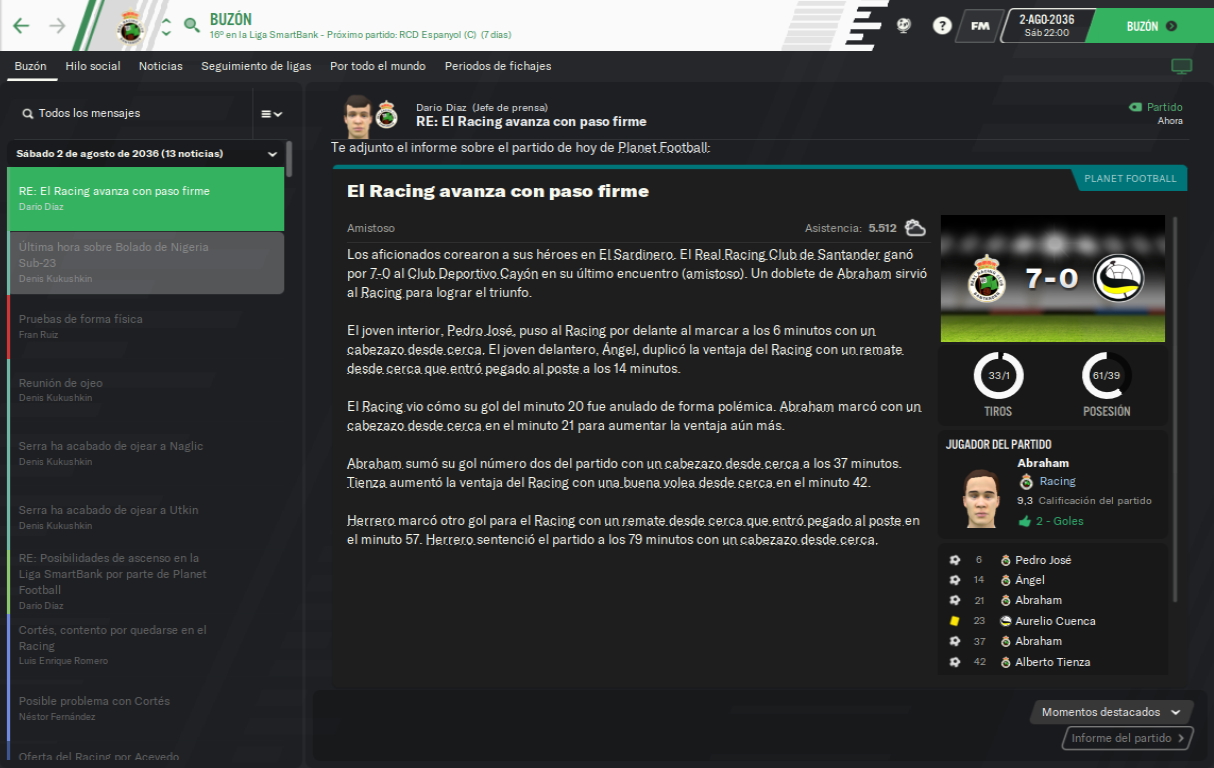 BUZÓN
16º en la Liga SmartBank - Próximo partido: RCD Espanyol (C) (7 días)
?
FM
2-AGO-2036
Sáb 22:00
BUZÓN
Buzón
Hilo social
Noticias
Seguimiento de ligas
Por todo el mundo
Periodos de fichajes
Todos los mensajes
Sábado 2 de agosto de 2036 (13 noticias)
RE: El Racing avanza con paso firme
Darío Díaz
Última hora sobre Bolado de Nigeria
Sub-23
Denis Kukushkin
Pruebas de forma física
Fran Ruiz
Reunión de ojeo
Denis Kukushkin
Serra ha acabado de ojear a Naglic
Denis Kukushkin
Serra ha acabado de ojear a Utkin
Denis Kukushkin
RE: Posibilidades de ascenso en la
Liga SmartBank por parte de Planet
Football
Darío Díaz
Cortés, contento por quedarse en el
Racing
Luis Enrique Romero
Posible problema con Cortés
Néstor Fernández
Oferta del Racing por Acevedo
Darío Díaz (Jefe de prensa)
RE: El Racing avanza con paso firme
Partido
Ahora
Te adjunto el informe sobre el partido de hoy de Planet Football:
PLANET FOOTBALL
El Racing avanza con paso firme
Amistoso
Asistencia: 5.512
Los aficionados corearon a sus héroes en El Sardinero. El Real Racing Club de Santander ganó
por 7-0 al Club Deportivo Cayón en su último encuentro (amistoso). Un doblete de Abraham sirvió
al Racing para lograr el triunfo.
El joven interior, Pedro José, puso al Racing por delante al marcar a los 6 minutos con un
cabezazo desde cerca. El joven delantero, Ángel, duplicó la ventaja del Racing con un remate
desde cerca que entró pegado al poste a los 14 minutos.
El Racing vio cómo su gol del minuto 20 fue anulado de forma polémica. Abraham marcó con un
cabezazo desde cerca en el minuto 21 para aumentar la ventaja aún más.
Abraham sumó su gol número dos del partido con un cabezazo desde cerca a los 37 minutos.
Tienza aumentó la ventaja del Racing con una buena volea desde cerca en el minuto 42.
Herrero marcó otro gol para el Racing con un remate desde cerca que entró pegado al poste en
el minuto 57. Herrero sentenció el partido a los 79 minutos con un cabezazo desde cerca.
7-0
33/1
TIROS
61/39
POSESIÓN
JUGADOR DEL PARTIDO
Abraham
Racing
9,3 Calificación del partido
2 - Goles
6 Pedro José
14 Ángel
21 Abraham
23 Aurelio Cuenca
37 Abraham
42 Alberto Tienza
Momentos destacados
Informe del partido